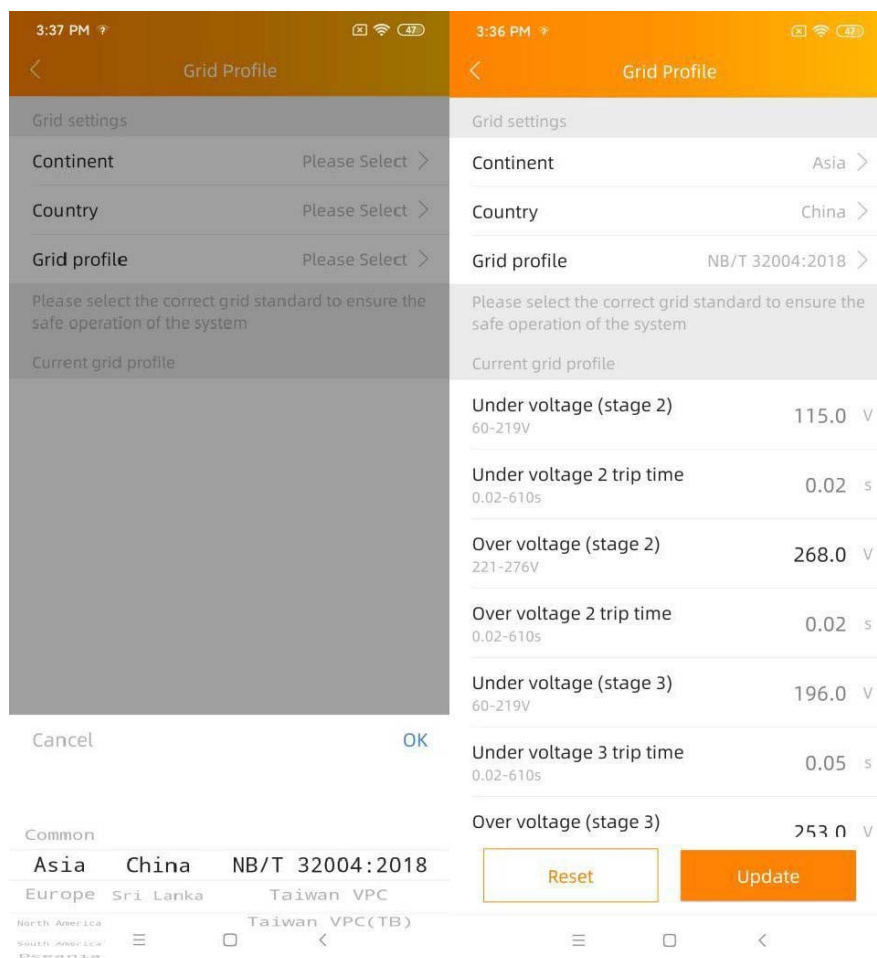 3:37 PM
47
Grid Profile
Grid settings
Continent Please Select
Country Please Select
Grid profile Please Select
Please select the correct grid standard to ensure the
safe operation of the system
Current grid profile
Cancel OK
Common
Asia China NB/T 32004:2018
Europe Sri Lanka Taiwan VPC
North America Taiwan VPC(TB)
South America
Oceania
3:36 PM
47
Grid Profile
Grid settings
Continent Asia
Country China
Grid profile NB/T 32004:2018
Please select the correct grid standard to ensure the
safe operation of the system
Current grid profile
Under voltage (stage 2) 115.0 V
60-219V
Under voltage 2 trip time 0.02 s
0.02-610s
Over voltage (stage 2) 268.0 V
221-276V
Over voltage 2 trip time 0.02 s
0.02-610s
Under voltage (stage 3) 196.0 V
60-219V
Under voltage 3 trip time 0.05 s
0.02-610s
Over voltage (stage 3) 253.0 V
Reset Update